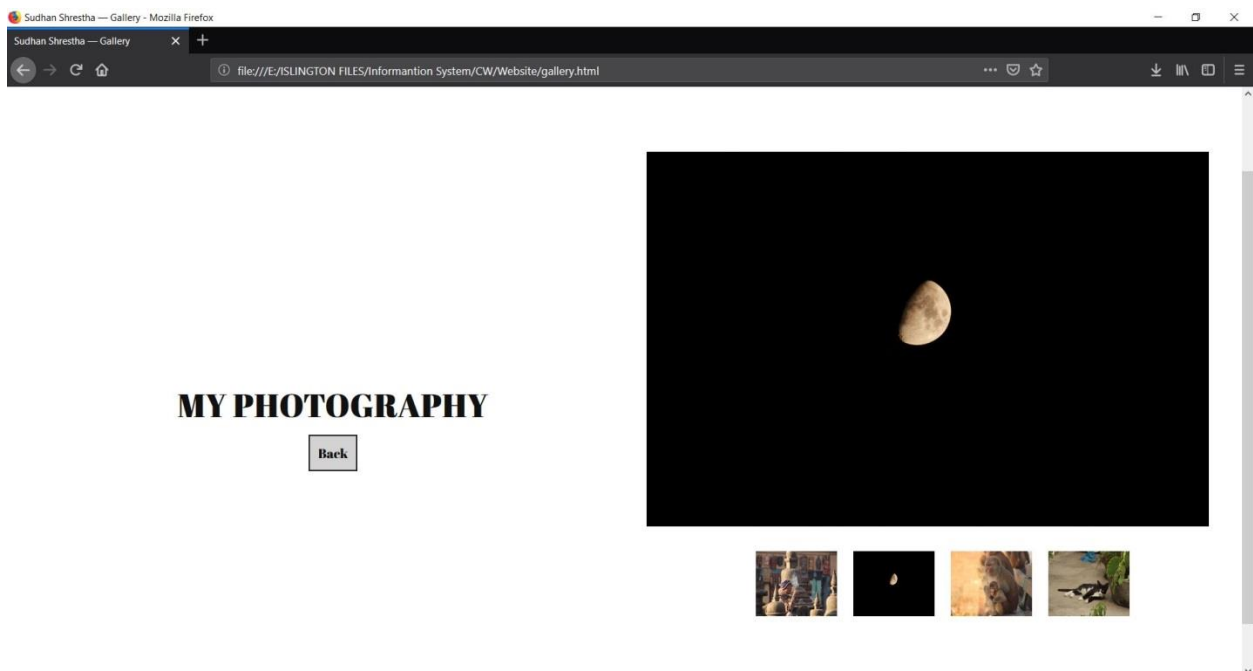 Sudhan Shrestha — Gallery - Mozilla Firefox
Sudhan Shrestha — Gallery
file:///E:/ISLINGTON FILES/Informantion System/CW/Website/gallery.html
MY PHOTOGRAPHY
Back